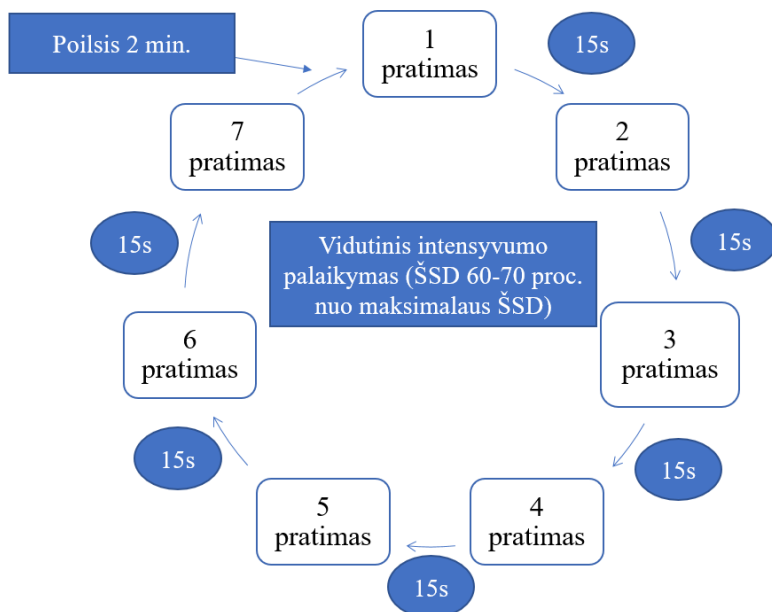 Poilsis 2 min.
1
pratimas
15s
2
pratimas
15s
3
pratimas
15s
4
pratimas
15s
5
pratimas
15s
6
pratimas
15s
7
pratimas
Vidutinis intensyvumo
palaikymas (ŠSD 60-70 proc.
nuo maksimalaus ŠSD)